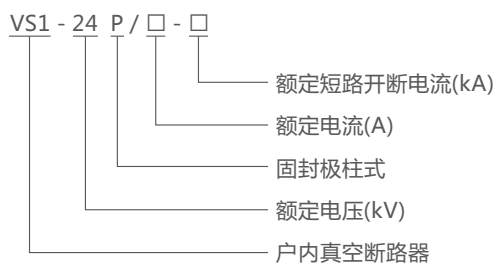 VS1 - 24 P / □ - □
额定短路开断电流(kA)
额定电流(A)
固封极柱式
额定电压(kV)
户内真空断路器